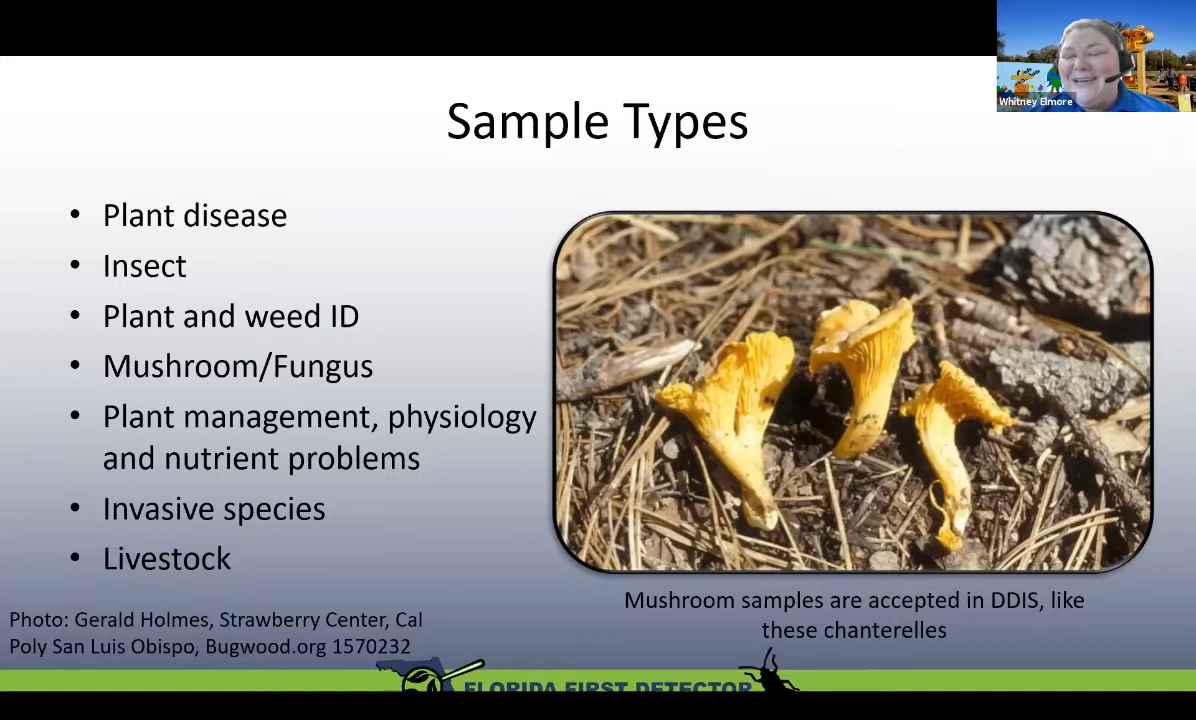 Whitney Elmore
Sample Types
• Plant disease
• Insect
• Plant and weed ID
• Mushroom/Fungus
• Plant management, physiology
and nutrient problems
• Invasive species
• Livestock
Mushroom samples are accepted in DDIS, like
these chanterelles
Photo: Gerald Holmes, Strawberry Center, Cal
Poly San Luis Obispo, Bugwood.org 1570232
FLORIDA FIRST DETECTOR